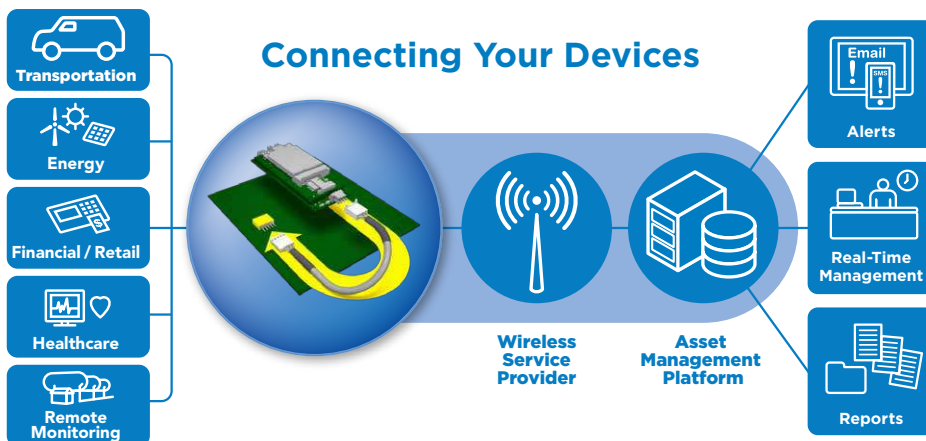 Connecting Your Devices
Transportation
Energy
Financial / Retail
Healthcare
Remote
Monitoring
Wireless
Service
Provider
Asset
Management
Platform
Email
!
SMS
!
Alerts
Real-Time
Management
Reports